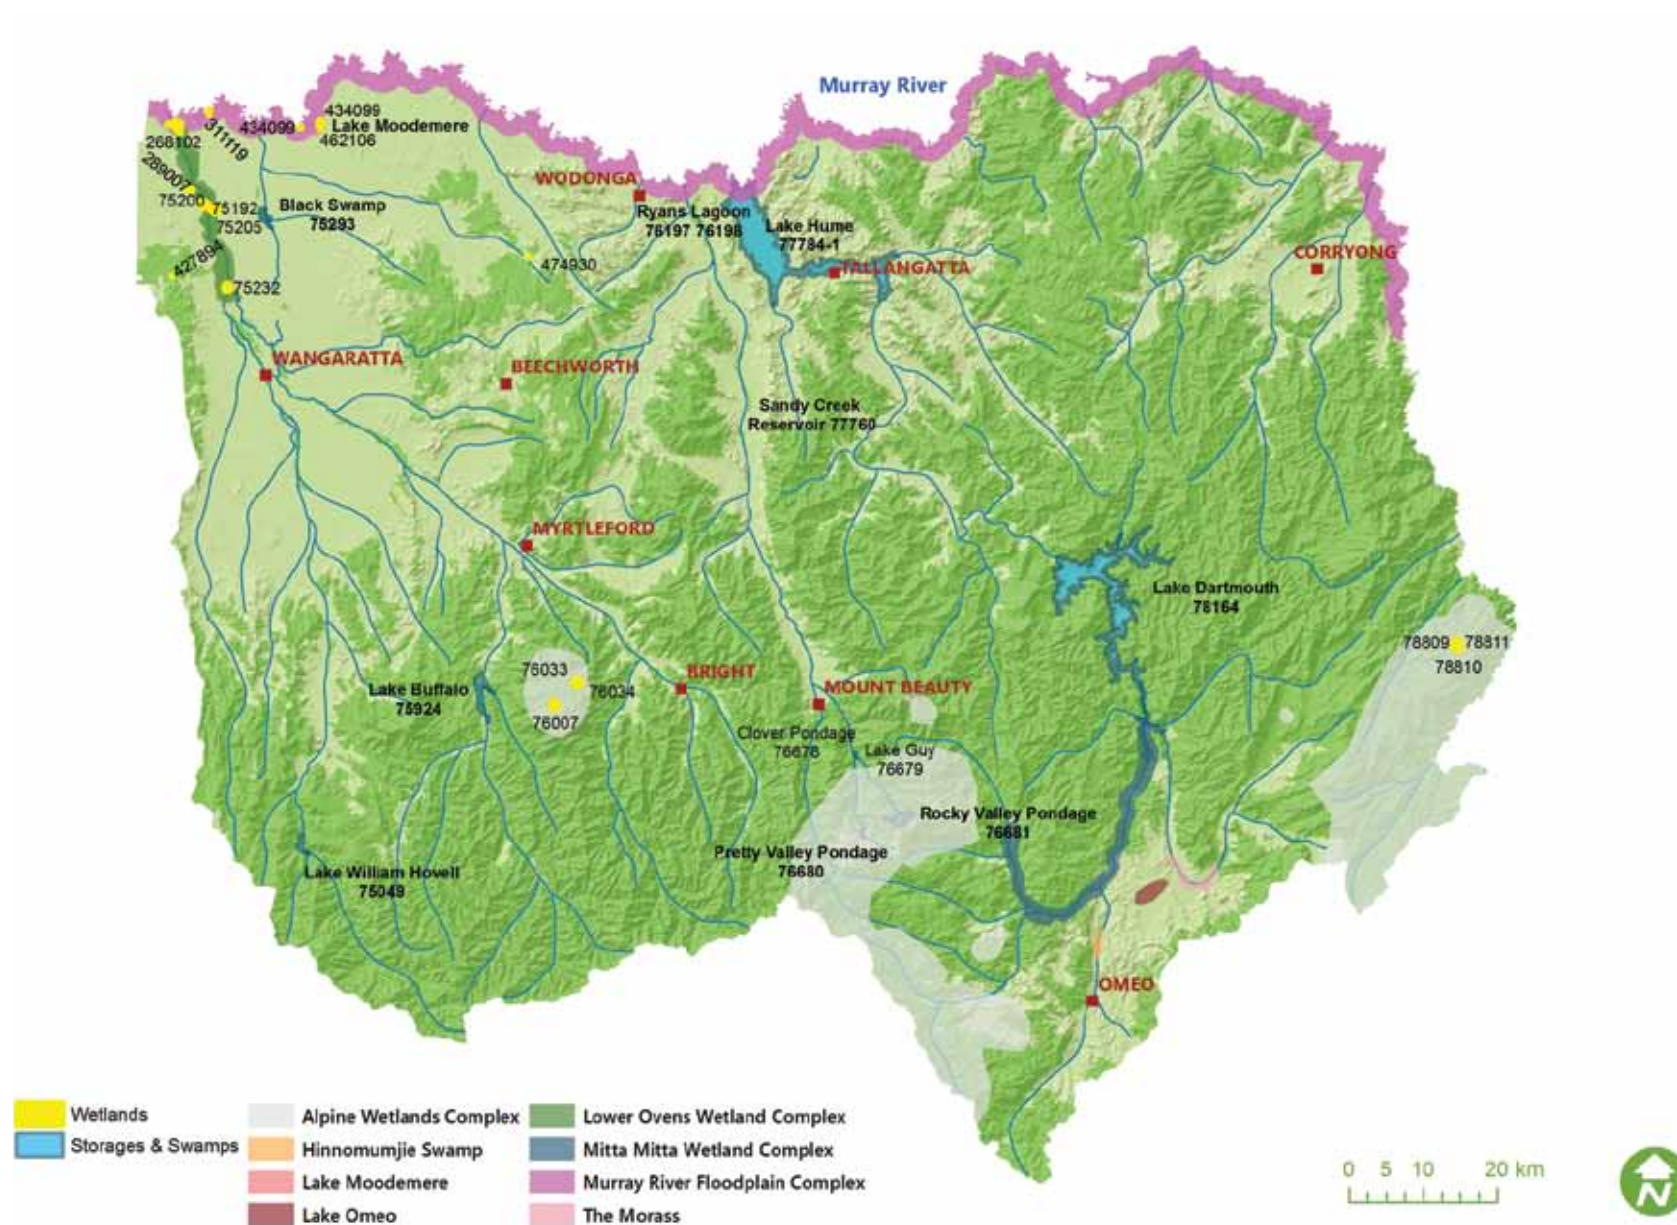 Murray River
434099
434099
Lake Moodemere
462106
311119
268102
289007
75200
75192
75205
Black Swamp
75293
427894
75232
474930
WODONGA
Ryans Lagoon
76197 76198
Lake Hume
77784-1
TALLANGATTA
CORRYONG
WANGARATTA
BEECHWORTH
Sandy Creek
Reservoir 77760
MYRTLEFORD
Lake Dartmouth
78164
78809
78811
78810
76033
76034
76007
Lake Buffalo
75924
BRIGHT
MOUNT BEAUTY
Clover Pondage
76678
Lake Guy
76679
Rocky Valley Pondage
76681
Pretty Valley Pondage
76680
Lake William Hovell
75049
OMEO
Wetlands
Storages & Swamps
Alpine Wetlands Complex
Hinnomumjie Swamp
Lake Moodemere
Lake Omeo
Lower Ovens Wetland Complex
Mitta Mitta Wetland Complex
Murray River Floodplain Complex
The Morass
0 5 10 20 km
N